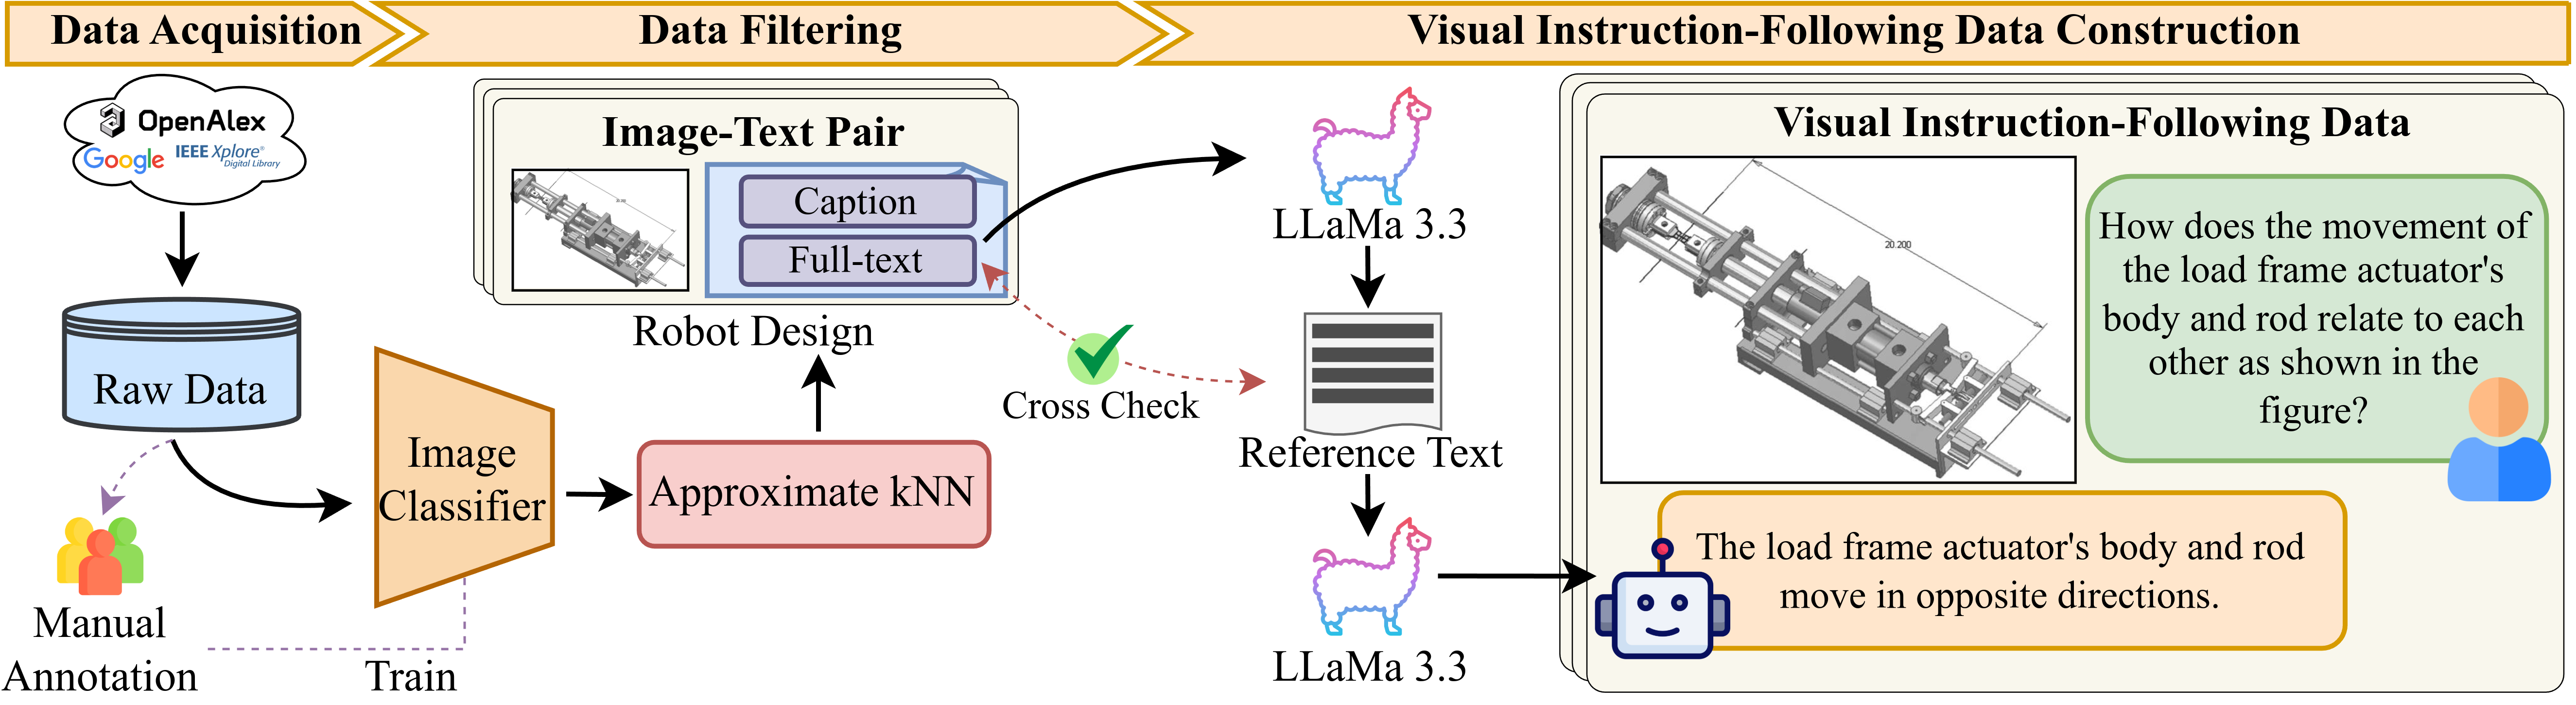 Data Acquisition
Data Filtering
Visual Instruction-Following Data Construction
OpenAlex
Google
IEEE Xplore®
Digital Library
Raw Data
Manual
Annotation
Train
Image
Classifier
Approximate kNN
Image-Text Pair
Caption
Full-text
Robot Design
Cross Check
LLaMa 3.3
Reference Text
LLaMa 3.3
Visual Instruction-Following Data
20.200
How does the movement of
the load frame actuator's
body and rod relate to each
other as shown in the
figure?
The load frame actuator's body and rod
move in opposite directions.